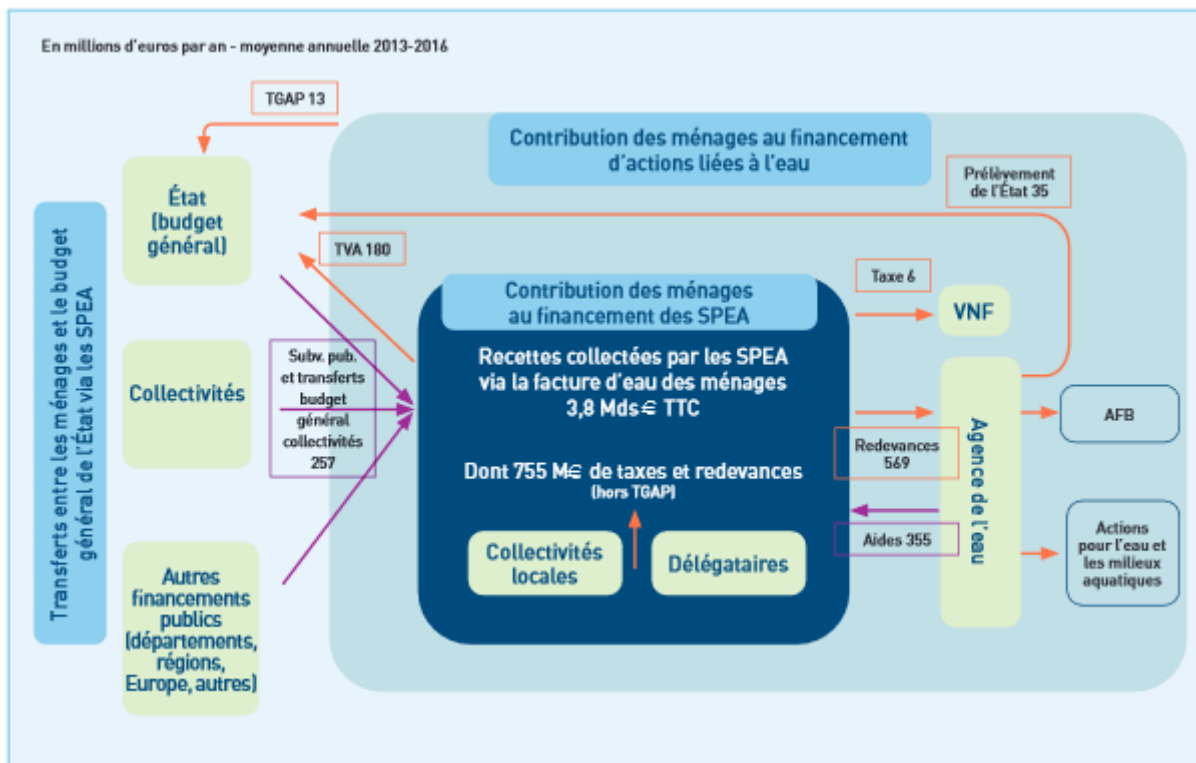 En millions d'euros par an - moyenne annuelle 2013-2016
TGAP 13
Contribution des ménages au financement
d'actions liées à l'eau
Prélèvement
de l'État 35
État
(budget
général)
TVA 180
Taxe 6
Contribution des ménages
au financement des SPEA
VNF
Transferts entre les ménages et le budget
général de l'État via les SPEA
Collectivités
Subv. pub.
et transferts
budget
général
collectivités
257
Recettes collectées par les SPEA
via la facture d'eau des ménages
3,8 Mds€ TTC
Redevances
569
Agence de l'eau
AFB
Dont 755 M€ de taxes et redevances
(hors TGAP)
Aides 355
Collectivités
locales
Délégataires
Actions
pour l'eau et
les milieux
aquatiques
Autres
financements
publics
(départements,
régions,
Europe, autres)